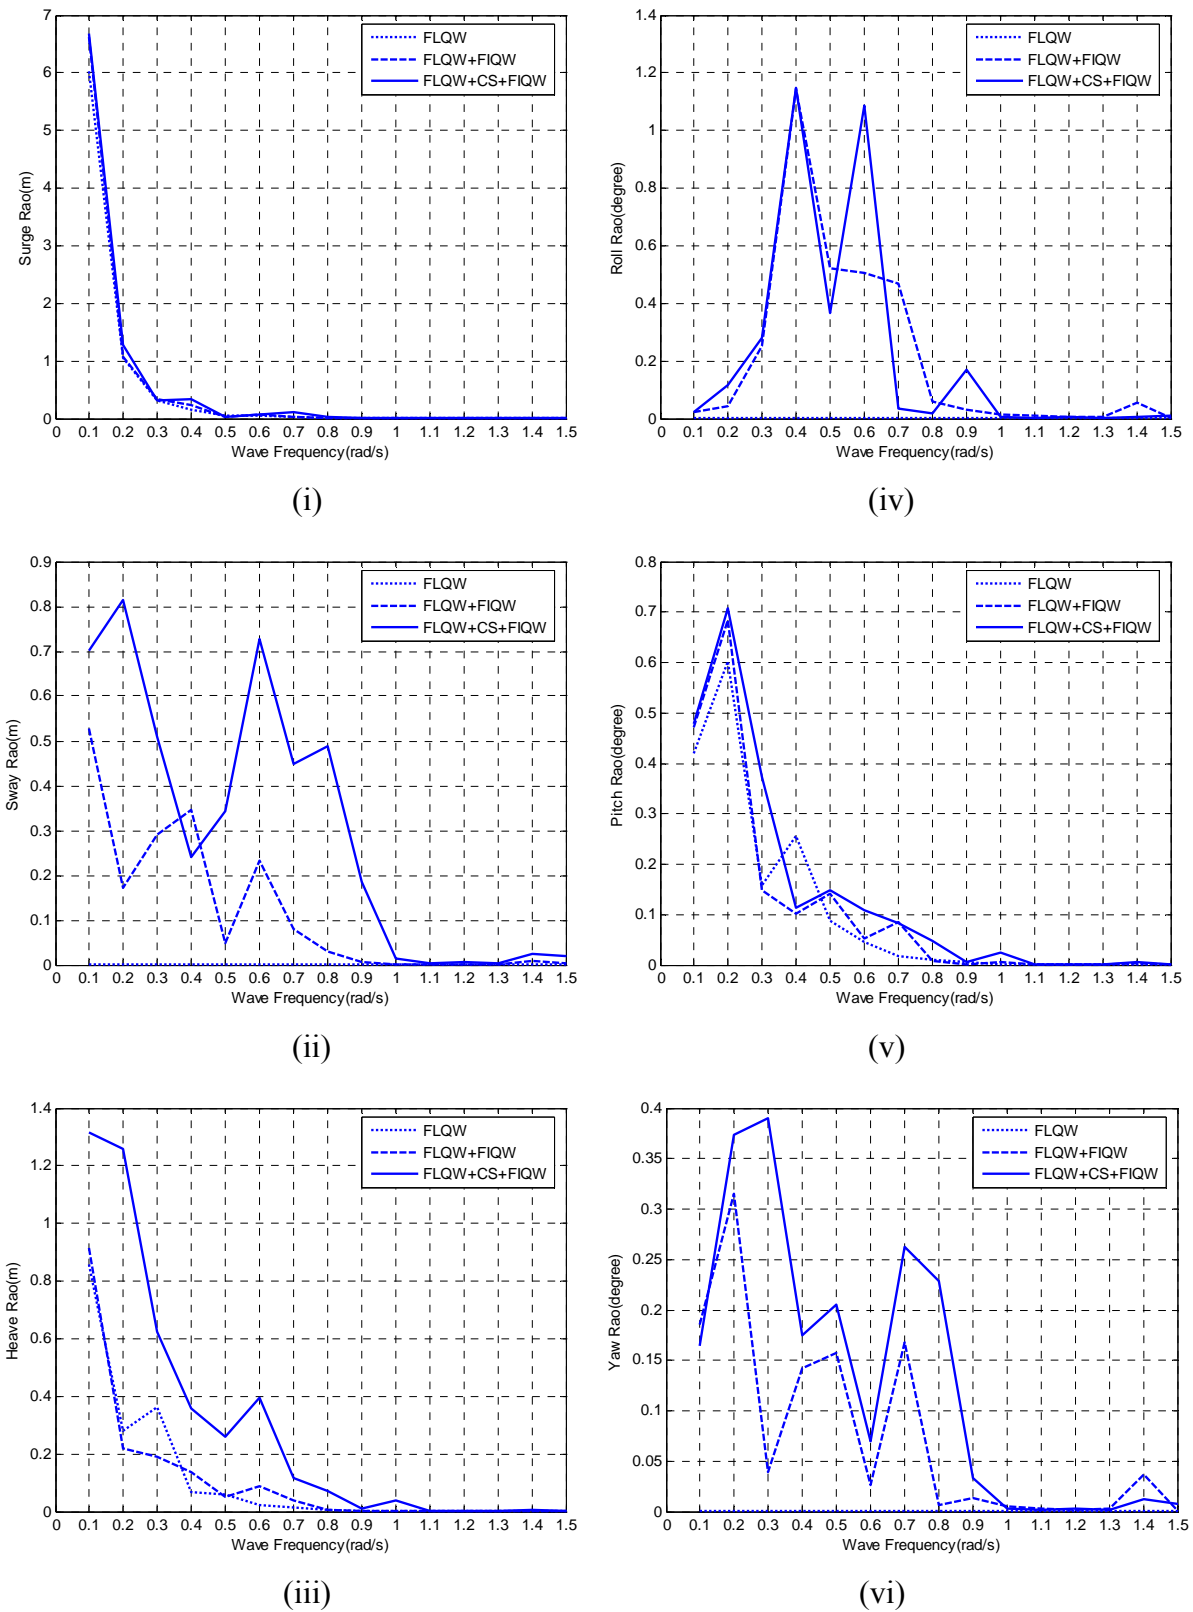 7
6
5
4
3
2
1
0
Surge Rao(m)
FLQW
FLQW+FIQW
FLQW+CS+FIQW
0 0.1 0.2 0.3 0.4 0.5 0.6 0.7 0.8 0.9 1 1.1 1.2 1.3 1.4 1.5
Wave Frequency(rad/s)
(i)
1.4
1.2
1
0.8
0.6
0.4
0.2
0
Roll Rao(degree)
FLQW
FLQW+FIQW
FLQW+CS+FIQW
0 0.1 0.2 0.3 0.4 0.5 0.6 0.7 0.8 0.9 1 1.1 1.2 1.3 1.4 1.5
Wave Frequency(rad/s)
(iv)
0.9
0.8
0.7
0.6
0.5
0.4
0.3
0.2
0.1
0
Sway Rao(m)
FLQW
FLQW+FIQW
FLQW+CS+FIQW
0 0.1 0.2 0.3 0.4 0.5 0.6 0.7 0.8 0.9 1 1.1 1.2 1.3 1.4 1.5
Wave Frequency(rad/s)
(ii)
0.8
0.7
0.6
0.5
0.4
0.3
0.2
0.1
0
Pitch Rao(degree)
FLQW
FLQW+FIQW
FLQW+CS+FIQW
0 0.1 0.2 0.3 0.4 0.5 0.6 0.7 0.8 0.9 1 1.1 1.2 1.3 1.4 1.5
Wave Frequency(rad/s)
(v)
1.4
1.2
1
0.8
0.6
0.4
0.2
0
Heave Rao(m)
FLQW
FLQW+FIQW
FLQW+CS+FIQW
0 0.1 0.2 0.3 0.4 0.5 0.6 0.7 0.8 0.9 1 1.1 1.2 1.3 1.4 1.5
Wave Frequency(rad/s)
(iii)
0.4
0.35
0.3
0.25
0.2
0.15
0.1
0.05
0
Yaw Rao(degree)
FLQW
FLQW+FIQW
FLQW+CS+FIQW
0 0.1 0.2 0.3 0.4 0.5 0.6 0.7 0.8 0.9 1 1.1 1.2 1.3 1.4 1.5
Wave Frequency(rad/s)
(vi)